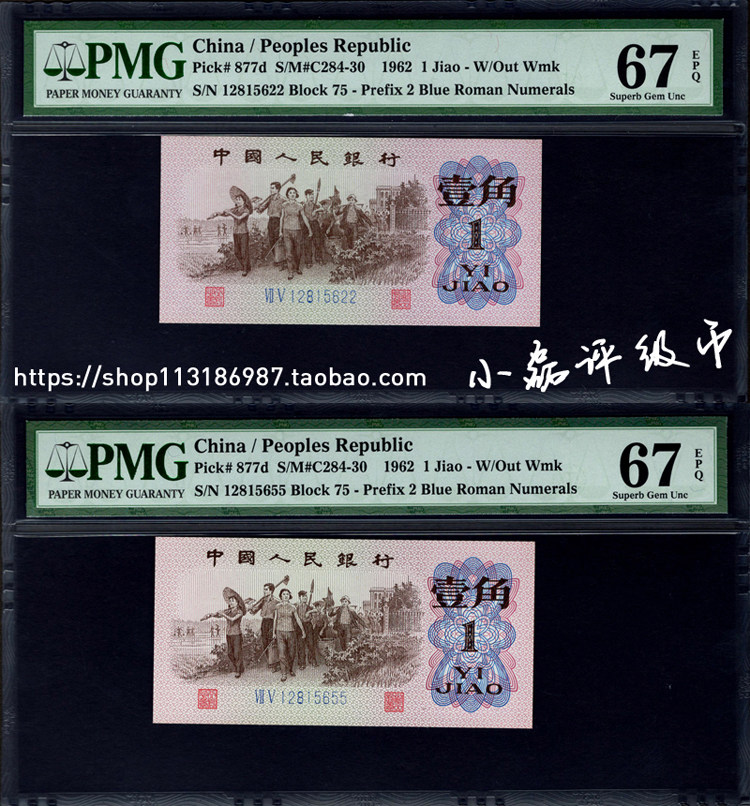 PMG
PAPER MONEY GUARANTY
China / Peoples Republic
Pick# 877d S/M#C284-30 1962 1 Jiao - W/Out Wmk
S/N 12815622 Block 75 - Prefix 2 Blue Roman Numerals
67
EPQ
Superb Gem Unc
中國人民銀行
壹角
1
YI
JIAO
VII V 12815622
https://shop113186987.taobao.com
小磊评级币
PMG
PAPER MONEY GUARANTY
China / Peoples Republic
Pick# 877d S/M#C284-30 1962 1 Jiao - W/Out Wmk
S/N 12815655 Block 75 - Prefix 2 Blue Roman Numerals
67
EPQ
Superb Gem Unc
中國人民銀行
壹角
1
YI
JIAO
VII V 12815655